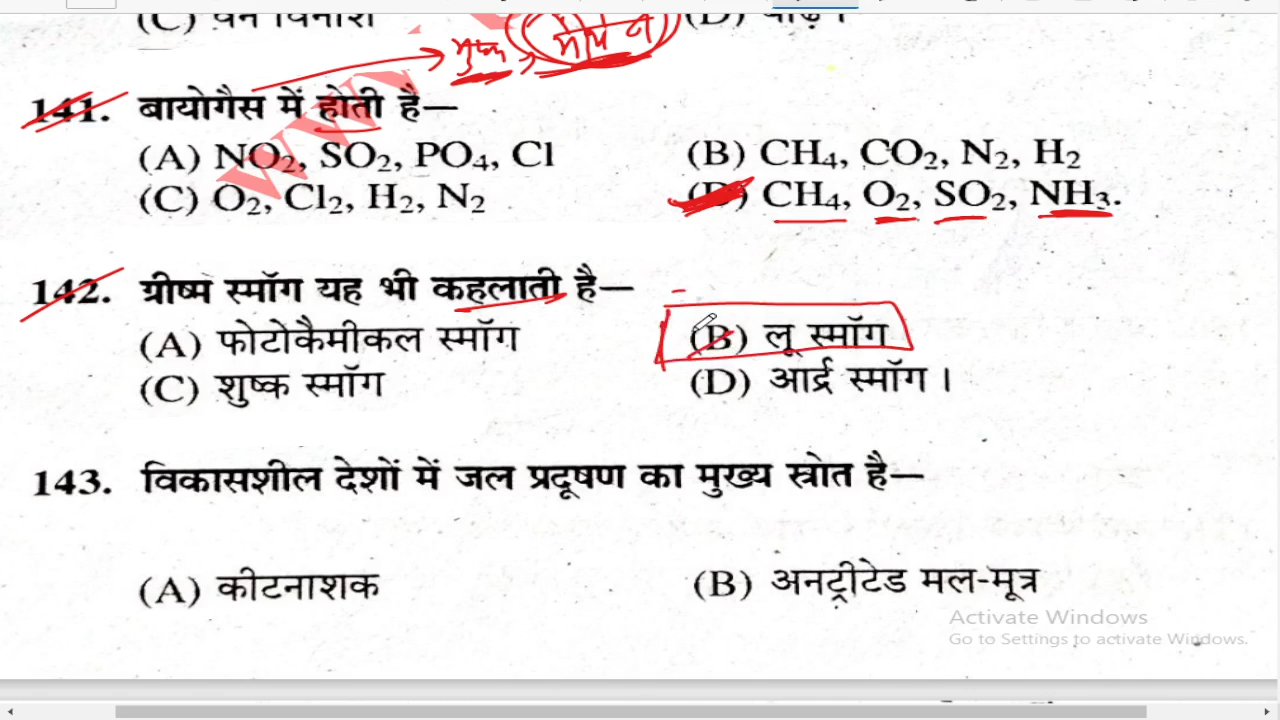 141. बायोगैस में होती है—
(A) NO2, SO2, PO4, Cl (B) CH4, CO2, N2, H2
(C) O2, Cl2, H2, N2 (D) CH4, O2, SO2, NH3.
142. ग्रीष्म स्मॉग यह भी कहलाती है—
(A) फोटोकैमीकल स्मॉग (B) लू स्मॉग
(C) शुष्क स्मॉग (D) आर्द्र स्मॉग।
143. विकासशील देशों में जल प्रदूषण का मुख्य स्त्रोत है—
(A) कीटनाशक (B) अनट्रीटेड मल-मूत्र
Activate Windows
Go to Settings to activate Windows.